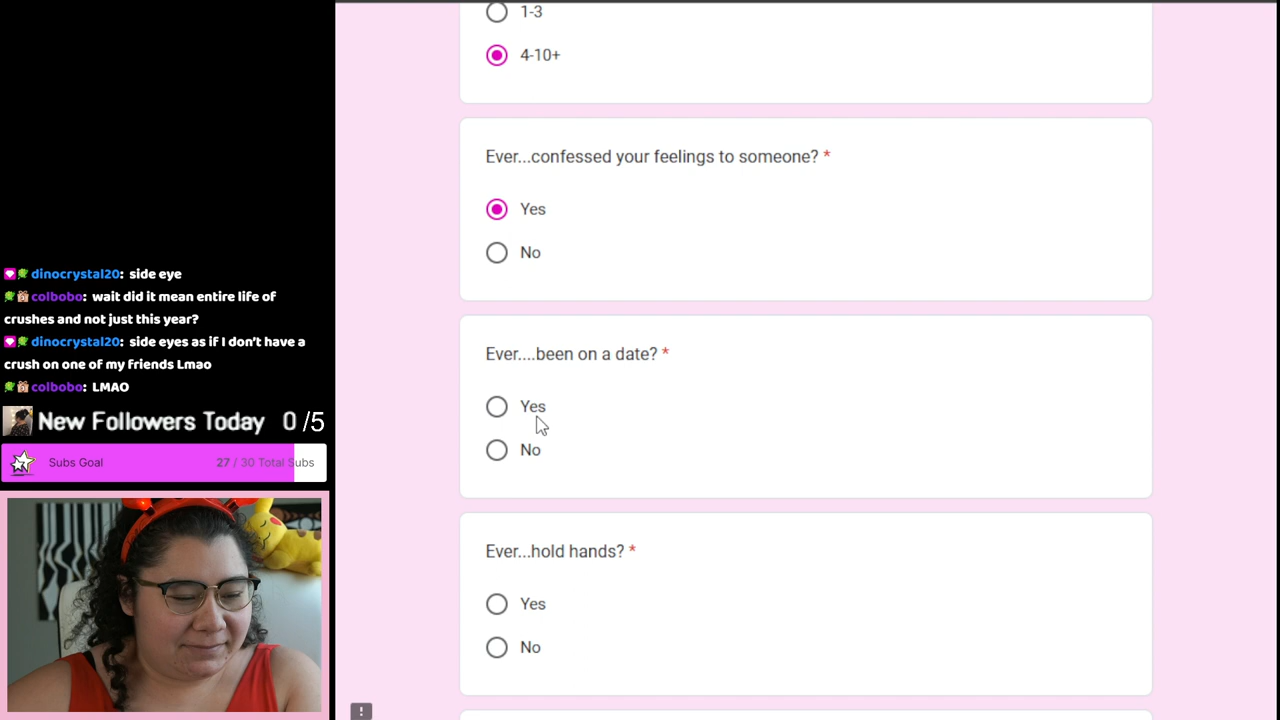 1-3
4-10+
Ever...confessed your feelings to someone? *
Yes
No
Ever....been on a date? *
Yes
No
Ever...hold hands? *
Yes
No
dinocrystal20: side eye
colbobo: wait did it mean entire life of
crushes and not just this year?
dinocrystal20: side eyes as if I don't have a
crush on one of my friends Lmao
colbobo: LMAO
New Followers Today 0 /5
Subs Goal 27 / 30 Total Subs